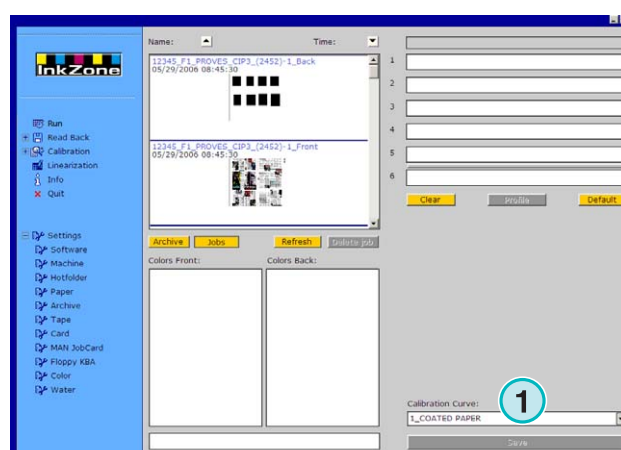 InkZone
Run
Read Back
Calibration
Linearization
Info
Quit
Settings
Software
Machine
Hotfolder
Paper
Archive
Tape
Card
MAN JobCard
Floppy KBA
Color
Water
Name:
Time:
12345_F1_PROVES_CIP3_(2452)-1_Back
05/29/2006 08:45:30
12345_F1_PROVES_CIP3_(2452)-1_Front
05/29/2006 08:45:30
Archive
Jobs
Refresh
Delete job
Colors Front:
Colors Back:
1
2
3
4
5
6
Clear
Profile
Default
Calibration Curve:
1
1_COATED PAPER
Save